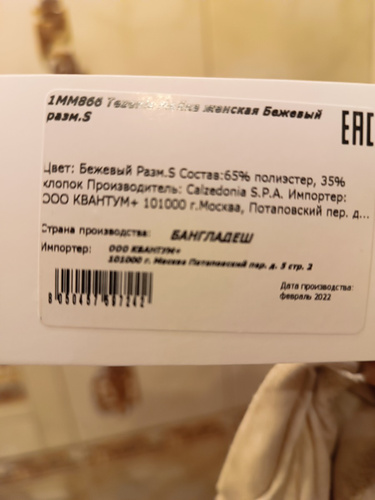 1MM866 женская Бежевый
разм.S
EAC
Цвет: Бежевый Разм.S Состав:65% полиэстер, 35%
хлопок Производитель: Calzedonia S.P.A. Импортер:
ООО КВАНТУМ+ 101000 г.Москва, Потаповский пер. д...
Страна производства: БАНГЛАДЕШ
Импортер: ООО КВАНТУМ+
101000 г. Москва Потаповский пер. д. 5 стр. 2
Дата производства:
февраль 2022